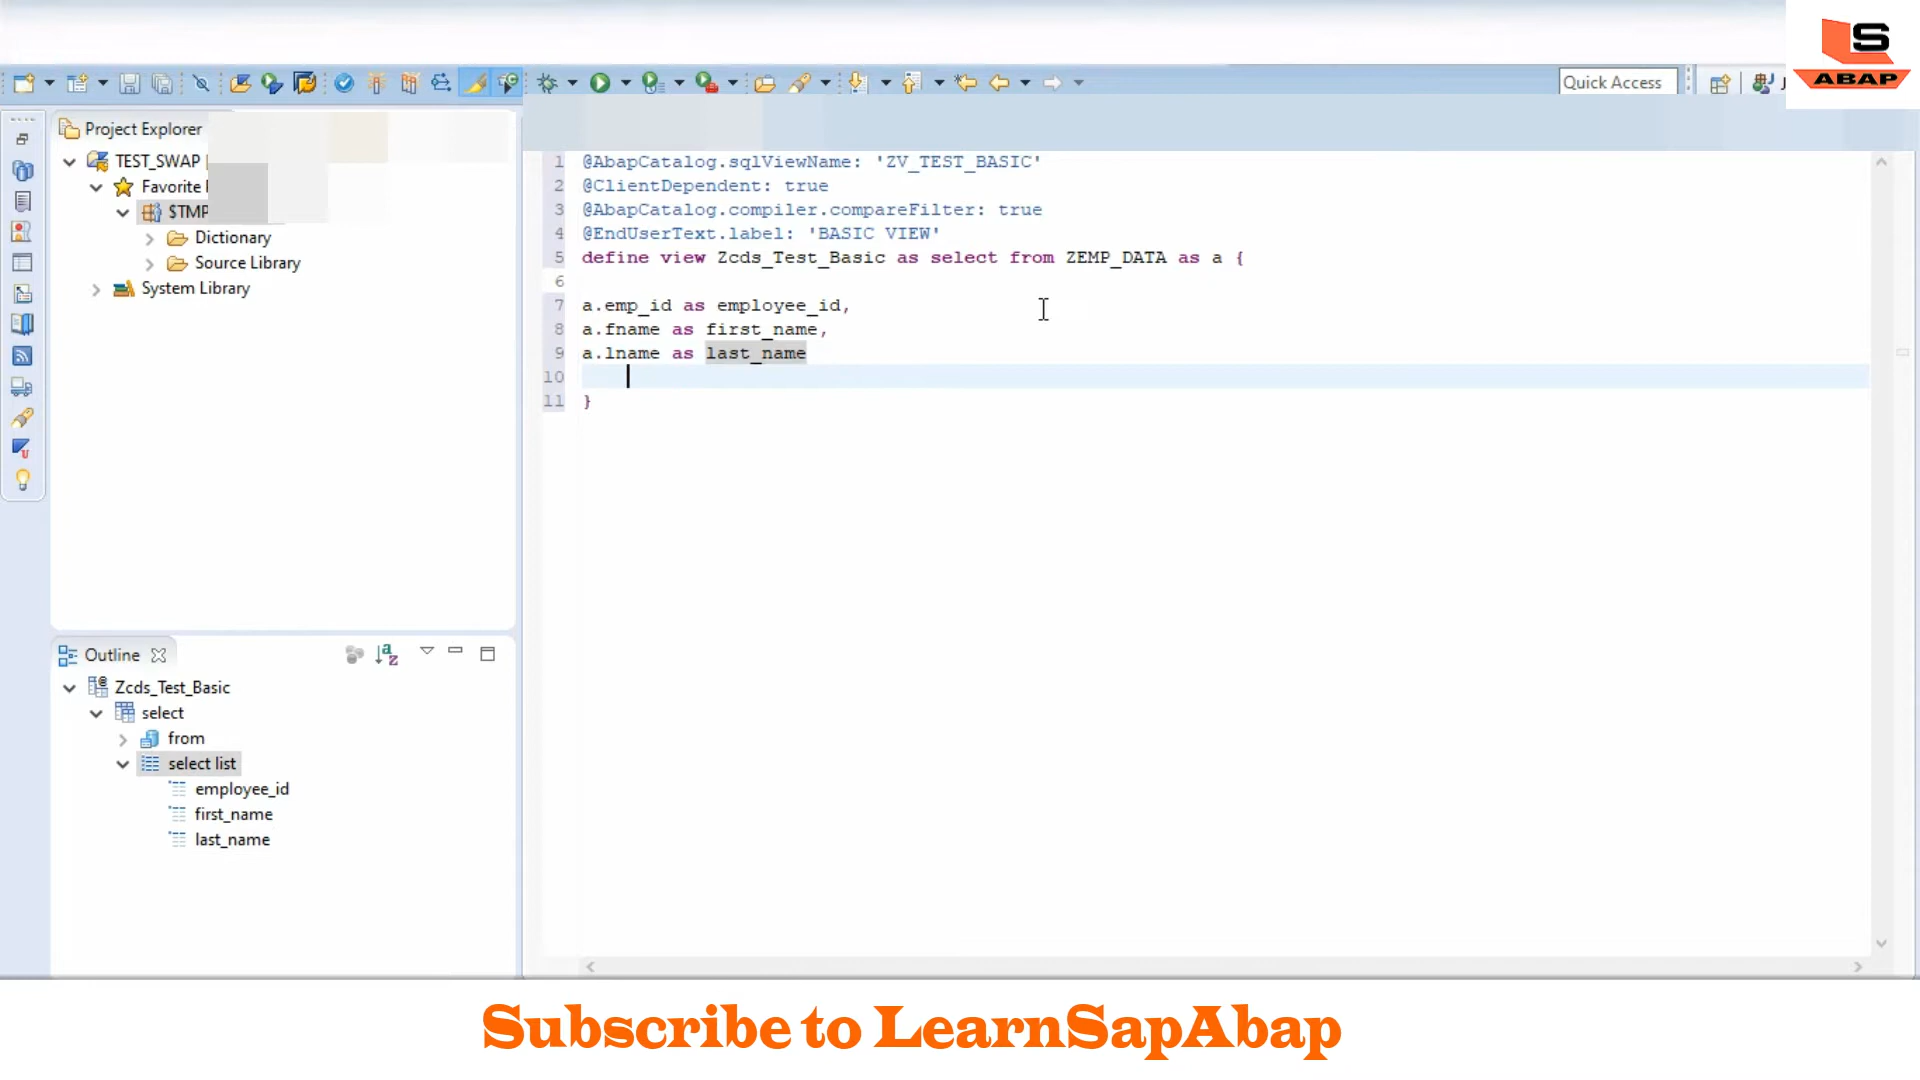 S
ABAP
Quick Access
Project Explorer
TEST_SWAP
Favorite
$TMP
Dictionary
Source Library
System Library
1 @AbapCatalog.sqlViewName: 'ZV_TEST_BASIC'
2 @ClientDependent: true
3 @AbapCatalog.compiler.compareFilter: true
4 @EndUserText.label: 'BASIC VIEW'
5 define view Zcds_Test_Basic as select from ZEMP_DATA as a {
6
7 a.emp_id as employee_id,
8 a.fname as first_name,
9 a.lname as last_name
10
11 }
Outline
Zcds_Test_Basic
select
from
select list
employee_id
first_name
last_name
Subscribe to LearnSapAbap